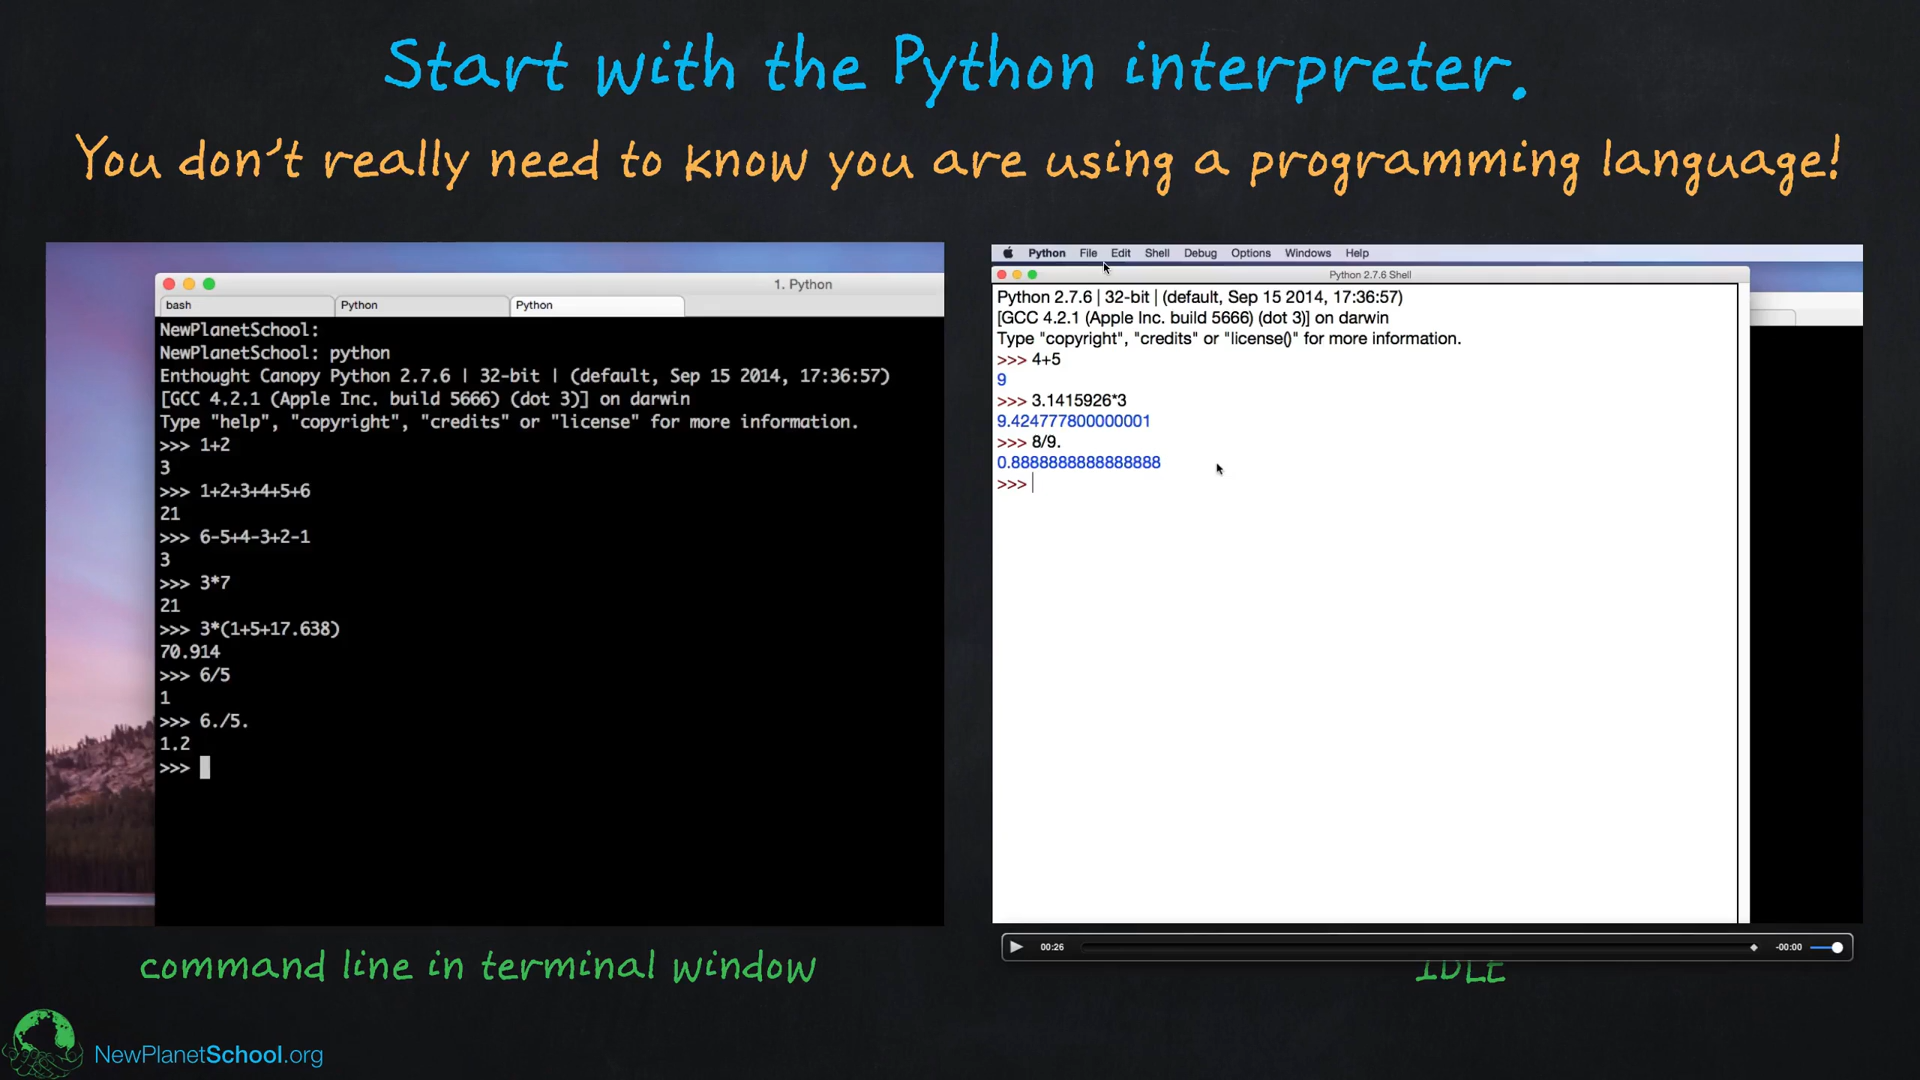 Start with the Python interpreter.
You don't really need to know you are using a programming language!
1. Python
bash
Python
Python
NewPlanetSchool:
NewPlanetSchool: python
Enthought Canopy Python 2.7.6 | 32-bit | (default, Sep 15 2014, 17:36:57)
[GCC 4.2.1 (Apple Inc. build 5666) (dot 3)] on darwin
Type "help", "copyright", "credits" or "license" for more information.
>>> 1+2
3
>>> 1+2+3+4+5+6
21
>>> 6-5+4-3+2-1
3
>>> 3*7
21
>>> 3*(1+5+17.638)
70.914
>>> 6/5
1
>>> 6./5.
1.2
>>>
command line in terminal window
Python File Edit Shell Debug Options Windows Help
Python 2.7.6 Shell
Python 2.7.6 | 32-bit | (default, Sep 15 2014, 17:36:57)
[GCC 4.2.1 (Apple Inc. build 5666) (dot 3)] on darwin
Type "copyright", "credits" or "license()" for more information.
>>> 4+5
9
>>> 3.1415926*3
9.424777800000001
>>> 8/9.
0.8888888888888888
>>>
00:26
-00:00
IDLE
NewPlanetSchool.org